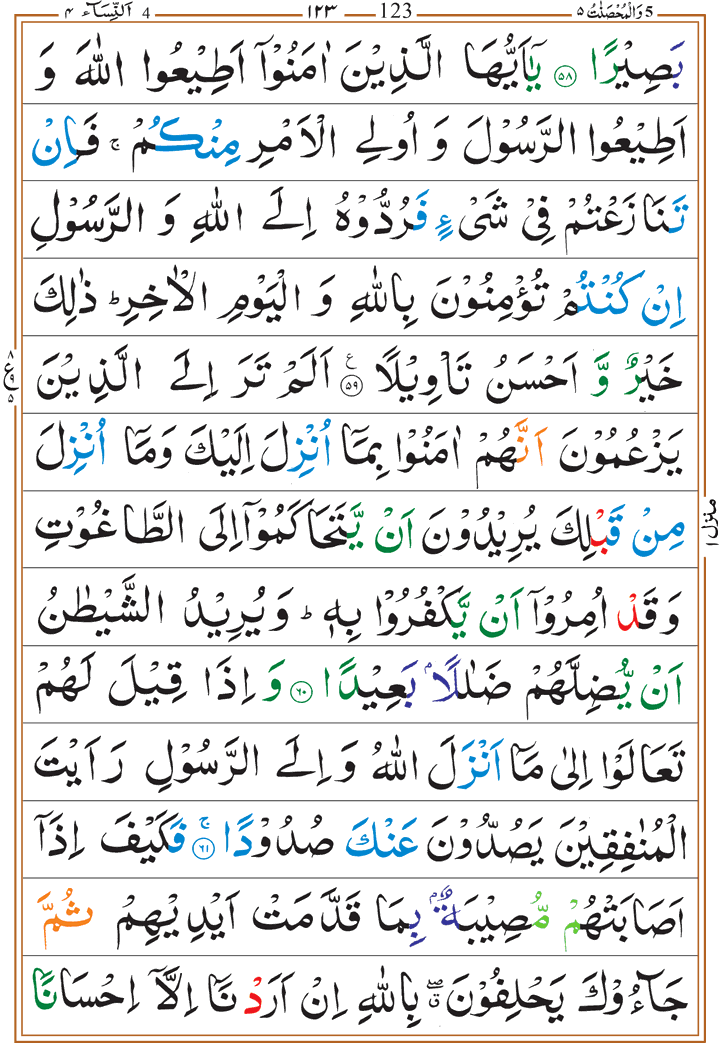 5 وَالْمُحْصَنٰتُ ٥ 123 ١٢٣ 4 اَلنِّسَآء ٤
بَصِيْرًا ۝٥٨ يٰۤاَيُّهَا الَّذِيْنَ اٰمَنُوْۤا اَطِيْعُوا اللّٰهَ وَ
اَطِيْعُوا الرَّسُوْلَ وَ اُولِي الْاَمْرِ مِنْكُمْ ۚ فَاِنْ
تَنَازَعْتُمْ فِيْ شَيْءٍ فَرُدُّوْهُ اِلَي اللّٰهِ وَ الرَّسُوْلِ
اِنْ كُنْتُمْ تُؤْمِنُوْنَ بِاللّٰهِ وَ الْيَوْمِ الْاٰخِرِ ؕ ذٰلِكَ
خَيْرٌ وَّ اَحْسَنُ تَاْوِيْلًا ۝٥٩ ع اَلَمْ تَرَ اِلَي الَّذِيْنَ
يَزْعُمُوْنَ اَنَّهُمْ اٰمَنُوْا بِمَاۤ اُنْزِلَ اِلَيْكَ وَمَاۤ اُنْزِلَ
مِنْ قَبْلِكَ يُرِيْدُوْنَ اَنْ يَّتَحَاكَمُوْۤا اِلَى الطَّاغُوْتِ
وَقَدْ اُمِرُوْۤا اَنْ يَّكْفُرُوْا بِهٖ ؕ وَيُرِيْدُ الشَّيْطٰنُ
اَنْ يُّضِلَّهُمْ ضَلٰلًاۢ بَعِيْدًا ۝٦٠ وَ اِذَا قِيْلَ لَهُمْ
تَعَالَوْا اِلٰى مَاۤ اَنْزَلَ اللّٰهُ وَ اِلَي الرَّسُوْلِ رَاَيْتَ
الْمُنٰفِقِيْنَ يَصُدُّوْنَ عَنْكَ صُدُوْدًا ۝٦١ ۚ فَكَيْفَ اِذَاۤ
اَصَابَتْهُمْ مُّصِيْبَةٌۢ بِمَا قَدَّمَتْ اَيْدِيْهِمْ ثُمَّ
جَآءُوْكَ يَحْلِفُوْنَ ۖۗ بِاللّٰهِ اِنْ اَرَدْنَاۤ اِلَّاۤ اِحْسَانًا
منزل ١